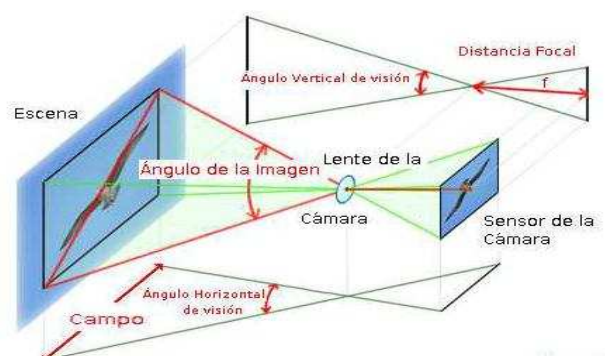 Distancia Focal
Ángulo Vertical de visión
f
Escena
Lente de la
Ángulo de la Imagen
Cámara
Sensor de la
Cámara
Ángulo Horizontal
de visión
Campo